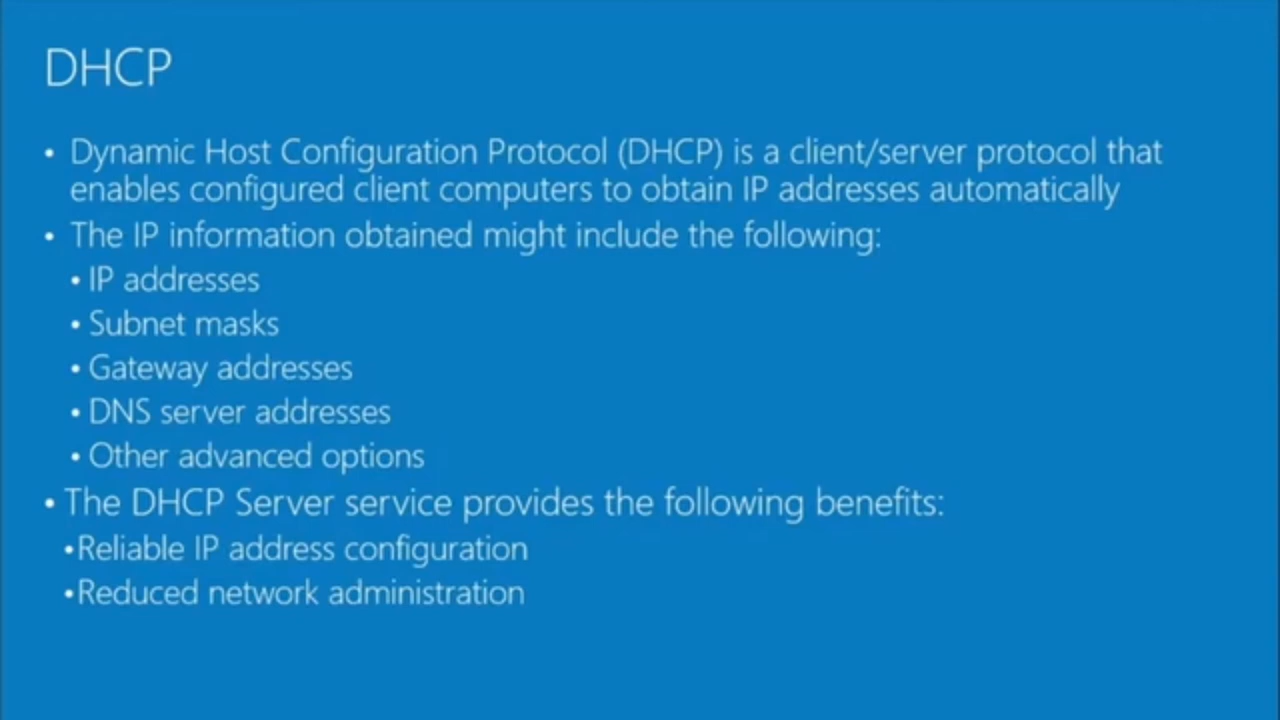 DHCP
• Dynamic Host Configuration Protocol (DHCP) is a client/server protocol that
enables configured client computers to obtain IP addresses automatically
• The IP information obtained might include the following:
• IP addresses
• Subnet masks
• Gateway addresses
• DNS server addresses
• Other advanced options
• The DHCP Server service provides the following benefits:
•Reliable IP address configuration
•Reduced network administration